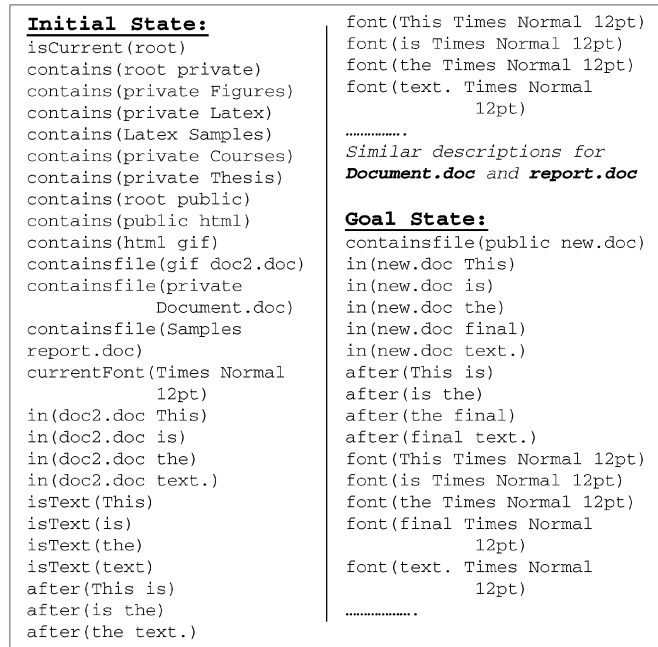 Initial State:
isCurrent(root)
contains(root private)
contains(private Figures)
contains(private Latex)
contains(Latex Samples)
contains(private Courses)
contains(private Thesis)
contains(root public)
contains(public html)
contains(html gif)
containsfile(gif doc2.doc)
containsfile(private
Document.doc)
containsfile(Samples
report.doc)
currentFont(Times Normal
12pt)
in(doc2.doc This)
in(doc2.doc is)
in(doc2.doc the)
in(doc2.doc text.)
isText(This)
isText(is)
isText(the)
isText(text)
after(This is)
after(is the)
after(the text.)
font(This Times Normal 12pt)
font(is Times Normal 12pt)
font(the Times Normal 12pt)
font(text. Times Normal
12pt)
…………….
Similar descriptions for
Document.doc and report.doc
Goal State:
containsfile(public new.doc)
in(new.doc This)
in(new.doc is)
in(new.doc the)
in(new.doc final)
in(new.doc text.)
after(This is)
after(is the)
after(the final)
after(final text.)
font(This Times Normal 12pt)
font(is Times Normal 12pt)
font(the Times Normal 12pt)
font(final Times Normal
12pt)
font(text. Times Normal
12pt)
……………….